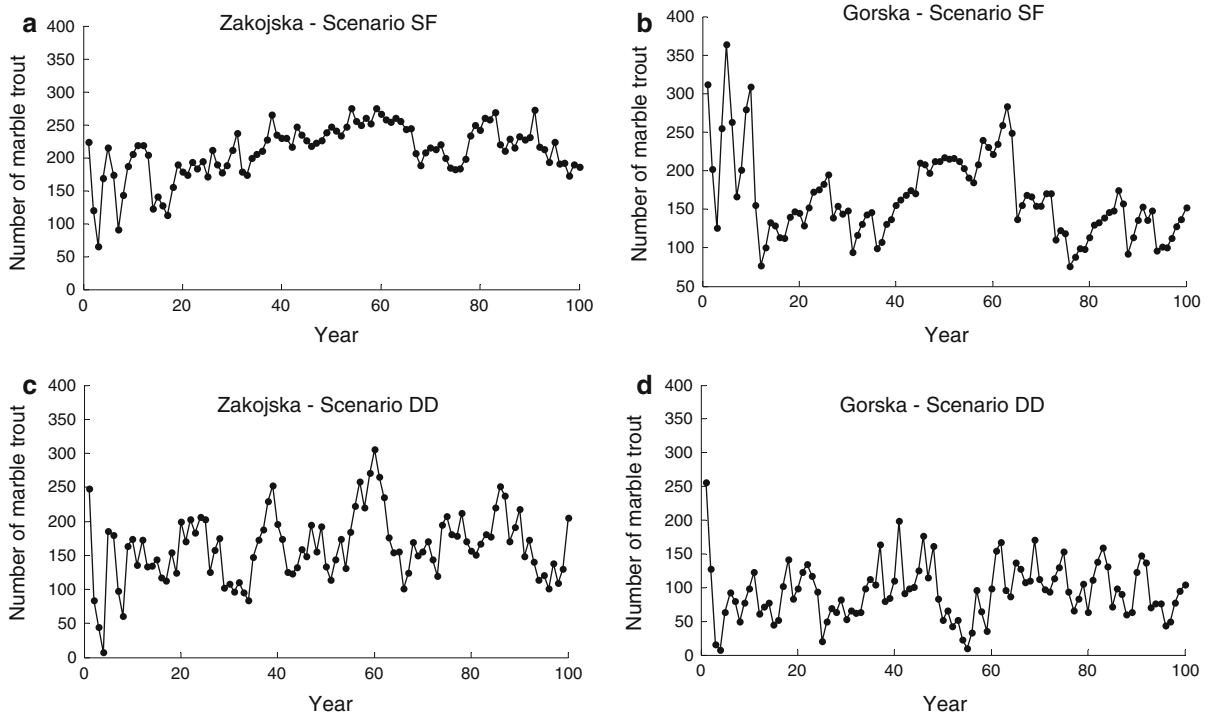 a
Zakojska - Scenario SF
400
350
300
250
200
150
100
50
0
Number of marble trout
0 20 40 60 80 100
Year
b
Gorska - Scenario SF
400
350
300
250
200
150
100
50
Number of marble trout
0 20 40 60 80 100
Year
c
Zakojska - Scenario DD
400
350
300
250
200
150
100
50
0
Number of marble trout
0 20 40 60 80 100
Year
d
Gorska - Scenario DD
400
350
300
250
200
150
100
50
0
Number of marble trout
0 20 40 60 80 100
Year